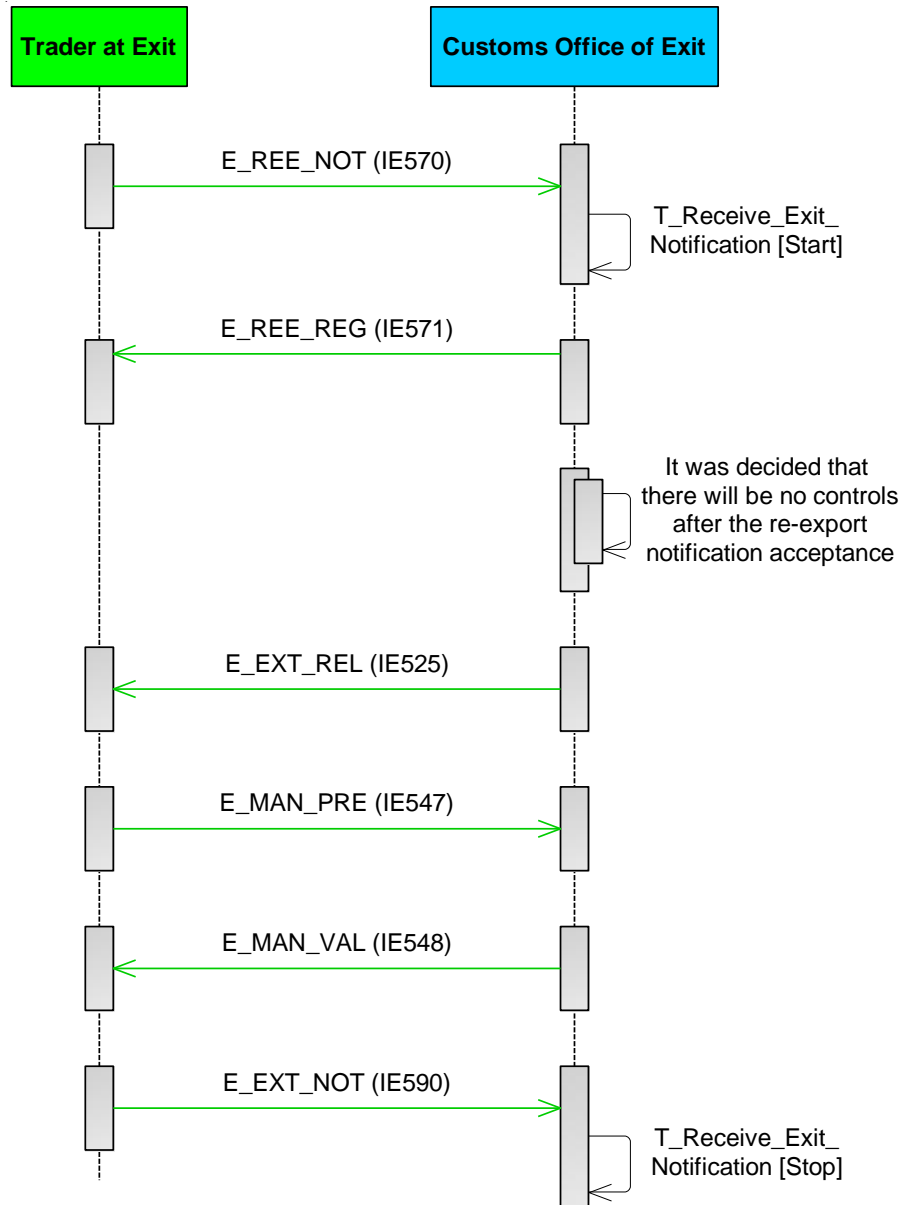 Trader at Exit
Customs Office of Exit
E_REE_NOT (IE570)
T_Receive_Exit_
Notification [Start]
E_REE_REG (IE571)
It was decided that
there will be no controls
after the re-export
notification acceptance
E_EXT_REL (IE525)
E_MAN_PRE (IE547)
E_MAN_VAL (IE548)
E_EXT_NOT (IE590)
T_Receive_Exit_
Notification [Stop]